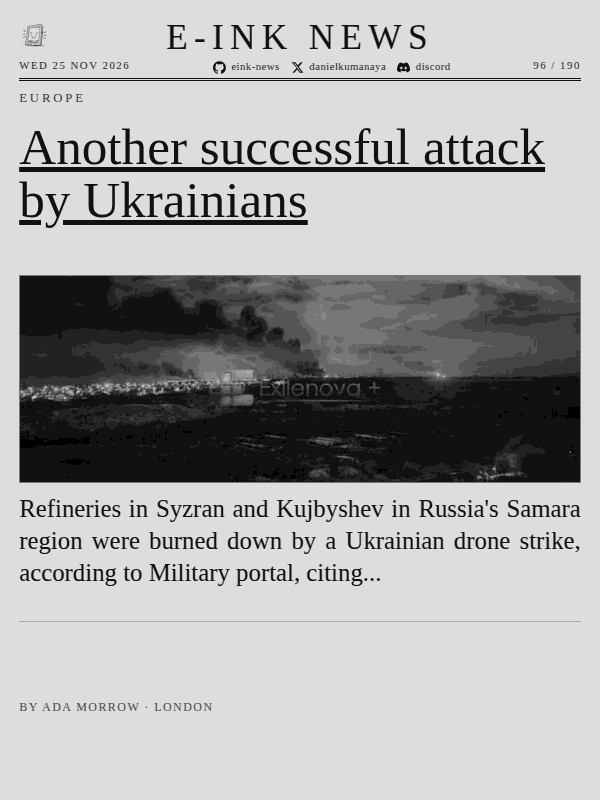 E-INK NEWS
WED 25 NOV 2026
eink-news danielkumanaya discord
96 / 190
EUROPE
Another successful attack
by Ukrainians
Exilenova +
Refineries in Syzran and Kujbyshev in Russia's Samara
region were burned down by a Ukrainian drone strike,
according to Military portal, citing...
BY ADA MORROW · LONDON